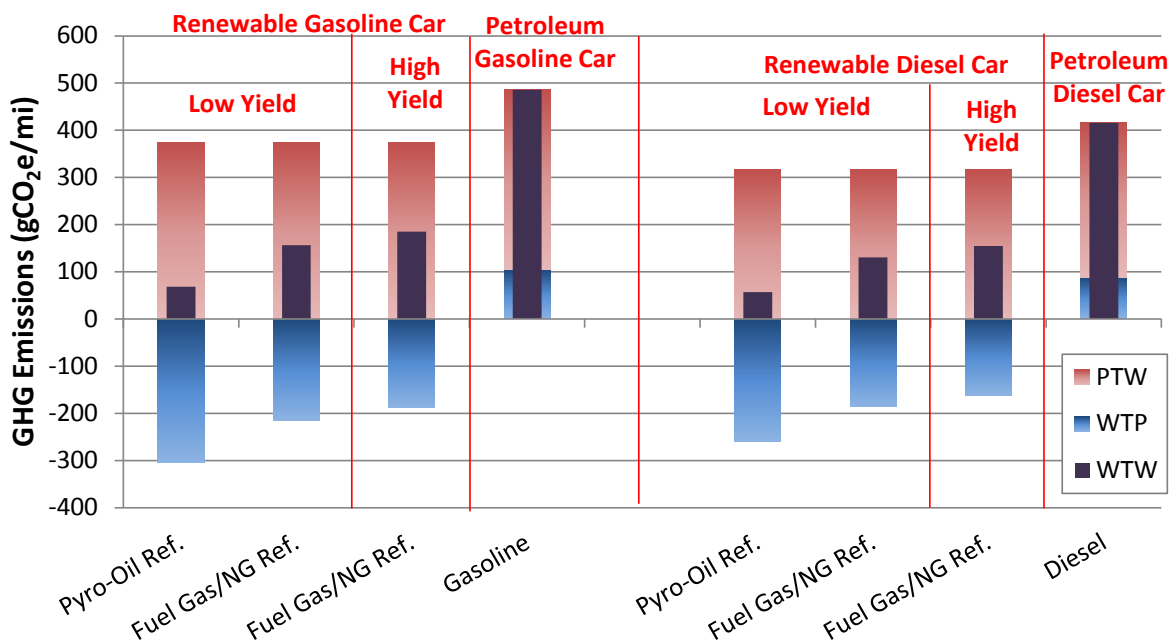 Renewable Gasoline Car
Petroleum
Gasoline Car
High
Yield
Low Yield
Renewable Diesel Car
Petroleum
Diesel Car
Low Yield
High
Yield
GHG Emissions (gCO₂e/mi)
600
500
400
300
200
100
0
-100
-200
-300
-400
PTW
WTP
WTW
Pyro-Oil Ref.
Fuel Gas/NG Ref.
Fuel Gas/NG Ref.
Gasoline
Pyro-Oil Ref.
Fuel Gas/NG Ref.
Fuel Gas/NG Ref.
Diesel